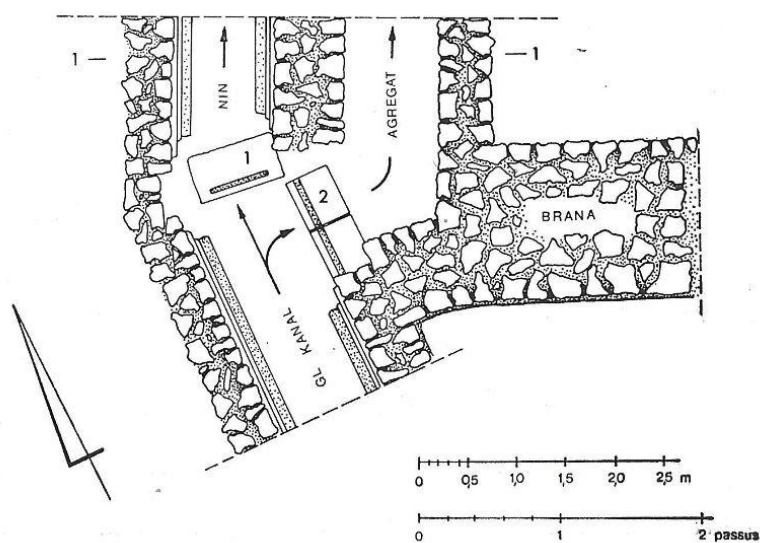 1 — — 1
NIN
AGREGAT
1
2
BRANA
GL KANAL
0 0,5 1,0 1,5 2,0 2,5 m
0 1 2 passus